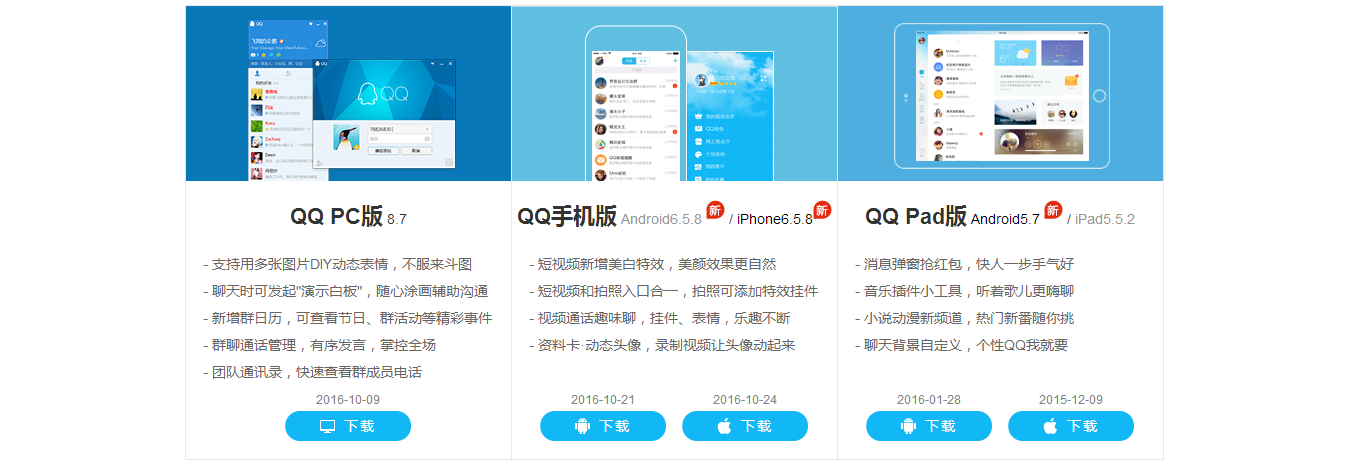 QQ
QQ
78826830
QQ PC版 8.7
- 支持用多张图片DIY动态表情，不服来斗图
- 聊天时可发起"演示白板"，随心涂画辅助沟通
- 新增群日历，可查看节日、群活动等精彩事件
- 群聊通话管理，有序发言，掌控全场
- 团队通讯录，快速查看群成员电话
2016-10-09
下载
QQ手机版 Android6.5.8 新 / iPhone6.5.8 新
- 短视频新增美白特效，美颜效果更自然
- 短视频和拍照入口合一，拍照可添加特效挂件
- 视频通话趣味聊，挂件、表情，乐趣不断
- 资料卡·动态头像，录制视频让头像动起来
2016-10-21
2016-10-24
下载
下载
QQ Pad版 Android5.7 新 / iPad5.5.2
- 消息弹窗抢红包，快人一步手气好
- 音乐插件小工具，听着歌儿更嗨聊
- 小说动漫新频道，热门新番随你挑
- 聊天背景自定义，个性QQ我就要
2016-01-28
2015-12-09
下载
下载